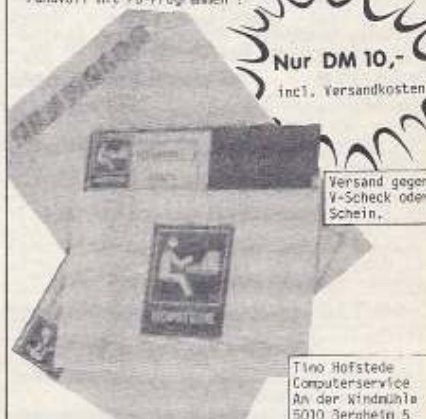 Nur DM 10,-
incl. Versandkosten
Versand gegen
V-Scheck oder
Schein.
HOFSTEDE
Tino Hofstede
Computerservice
An der Windmühle
5010 Bergheim 5